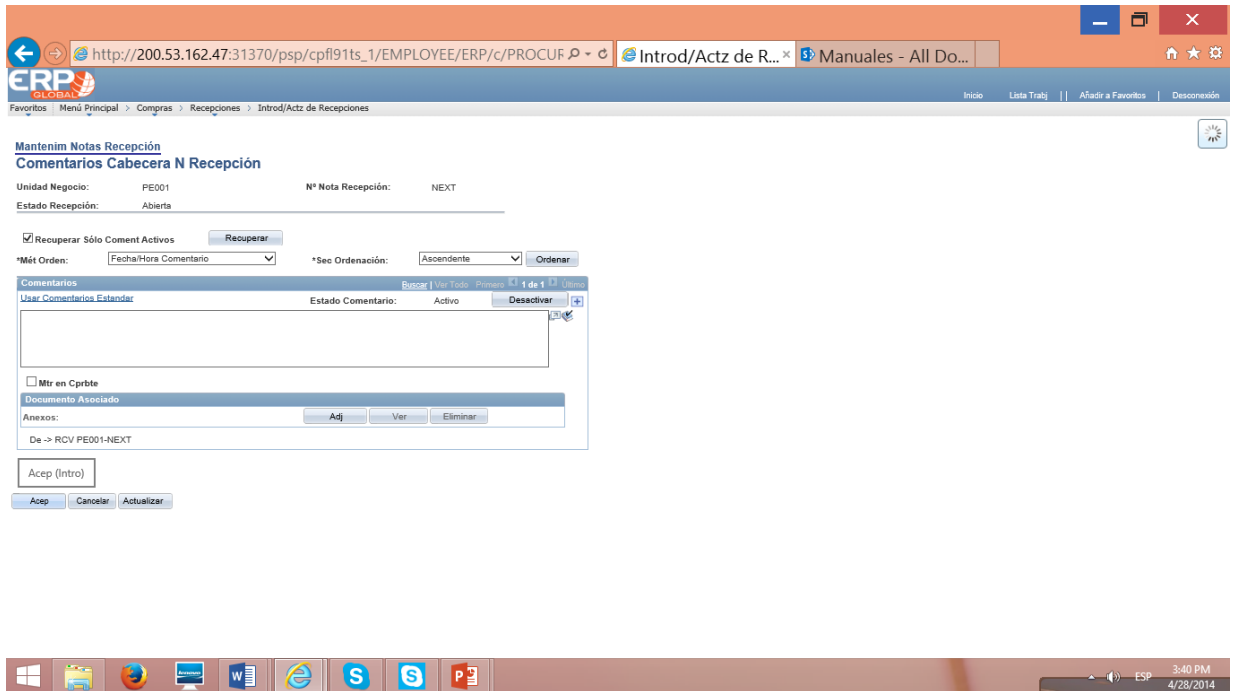 http://200.53.162.47:31370/psp/cpfl91ts_1/EMPLOYEE/ERP/c/PROCUF
Introd/Actz de R...
Manuales - All Do...
ERP
GLOBAL
Inicio Lista Trabj || Añadir a Favoritos | Desconexión
Favoritos | Menú Principal > Compras > Recepciones > Introd/Actz de Recepciones
Mantenim Notas Recepción
Comentarios Cabecera N Recepción
Unidad Negocio: PE001 Nº Nota Recepción: NEXT
Estado Recepción: Abierta
Recuperar Sólo Coment Activos Recuperar
*Mét Orden: Fecha/Hora Comentario *Sec Ordenación: Ascendente Ordenar
Comentarios Buscar | Ver Todo Primero 1 de 1 Último
Usar Comentarios Estandar Estado Comentario: Activo Desactivar
Mtr en Cprbte
Documento Asociado
Anexos: Adj Ver Eliminar
De -> RCV PE001-NEXT
Acep (Intro)
Acep Cancelar Actualizar
ESP
3:40 PM
4/28/2014